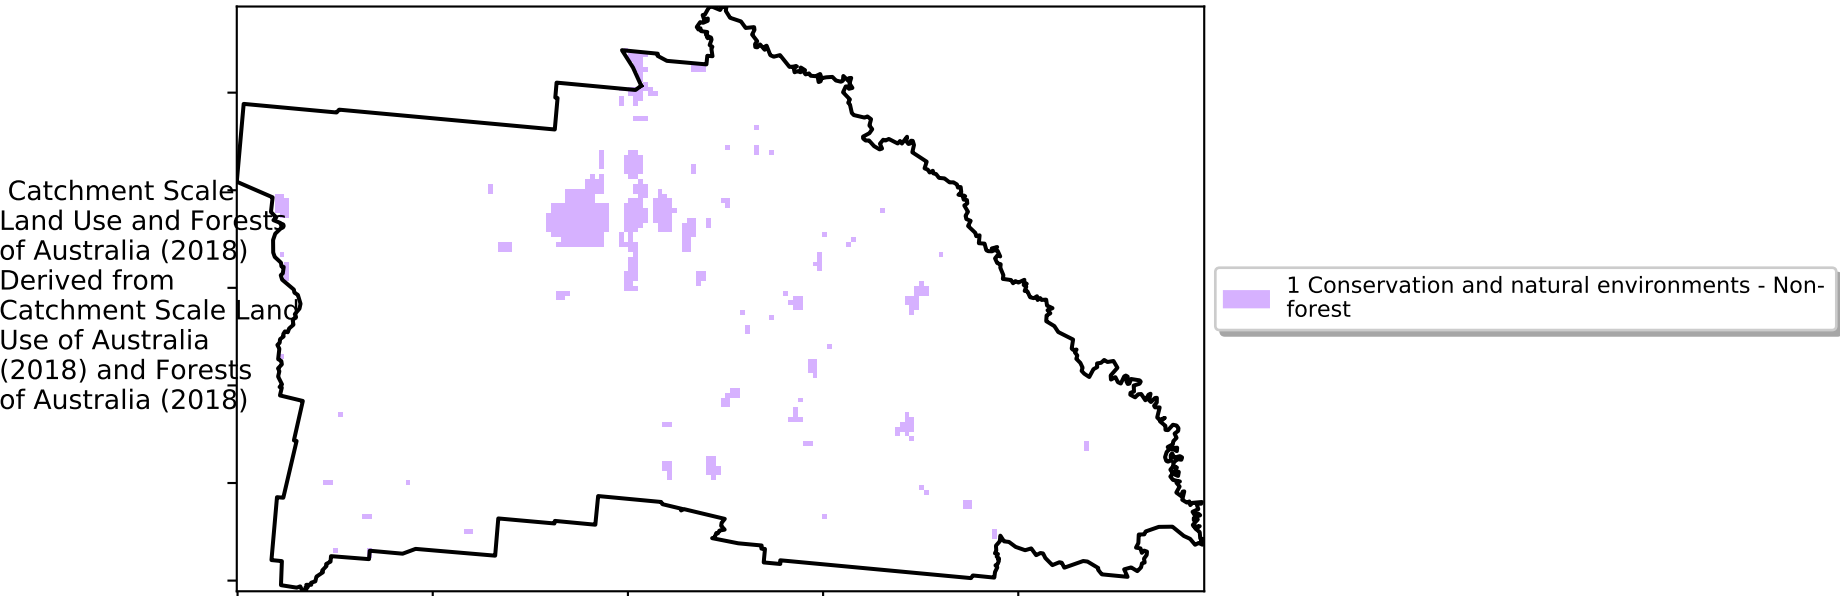 Catchment Scale
Land Use and Forests
of Australia (2018)
Derived from
Catchment Scale Land
Use of Australia
(2018) and Forests
of Australia (2018)
1 Conservation and natural environments - Non-
forest